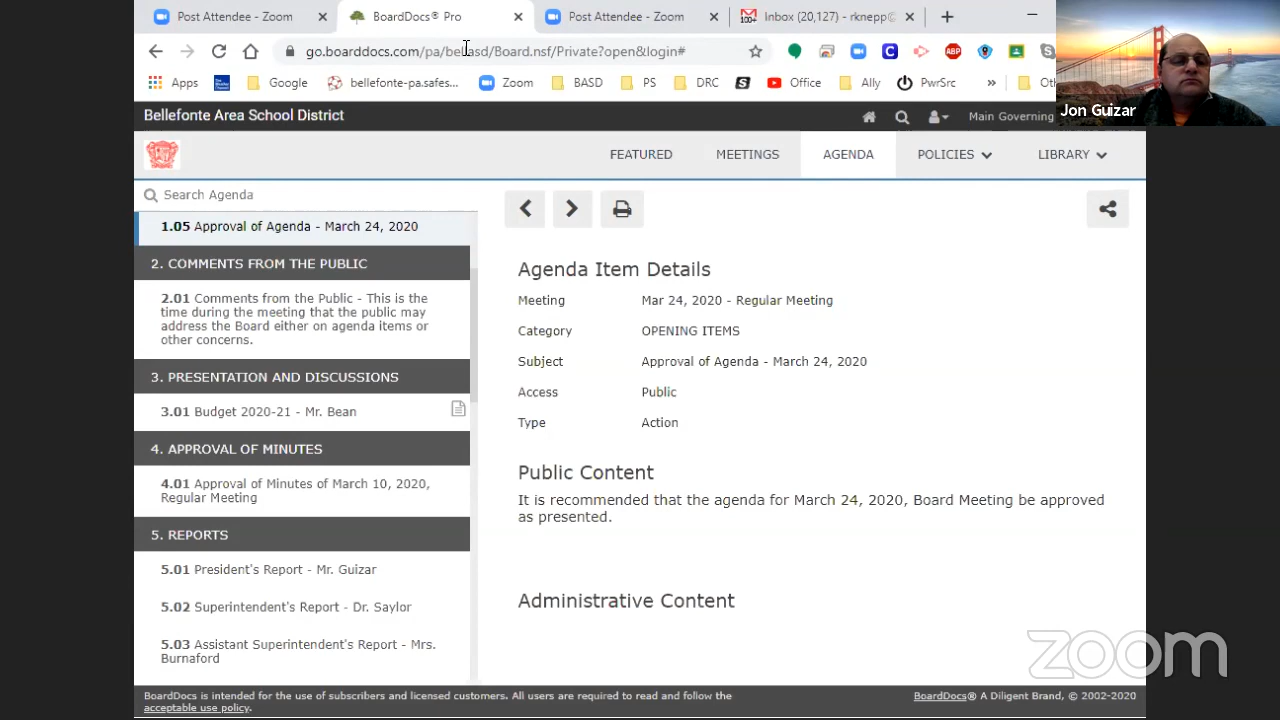 Post Attendee - Zoom
BoardDocs® Pro
Post Attendee - Zoom
Inbox (20,127) - rknepp©
go.boarddocs.com/pa/belasd/Board.nsf/Private?open&login#
Apps
Google
bellefonte-pa.safes...
Zoom
BASD
PS
DRC
Office
Ally
PwrSrc
»
Jon Guizar
Bellefonte Area School District
Main Governing
FEATURED
MEETINGS
AGENDA
POLICIES
LIBRARY
Search Agenda
1.05 Approval of Agenda - March 24, 2020
2. COMMENTS FROM THE PUBLIC
2.01 Comments from the Public - This is the
time during the meeting that the public may
address the Board either on agenda items or
other concerns.
3. PRESENTATION AND DISCUSSIONS
3.01 Budget 2020-21 - Mr. Bean
4. APPROVAL OF MINUTES
4.01 Approval of Minutes of March 10, 2020,
Regular Meeting
5. REPORTS
5.01 President's Report - Mr. Guizar
5.02 Superintendent's Report - Dr. Saylor
5.03 Assistant Superintendent's Report - Mrs.
Burnaford
Agenda Item Details
Meeting Mar 24, 2020 - Regular Meeting
Category OPENING ITEMS
Subject Approval of Agenda - March 24, 2020
Access Public
Type Action
Public Content
It is recommended that the agenda for March 24, 2020, Board Meeting be approved
as presented.
Administrative Content
zoom
BoardDocs is intended for the use of subscribers and licensed customers. All users are required to read and follow the
acceptable use policy.
BoardDocs® A Diligent Brand, © 2002-2020